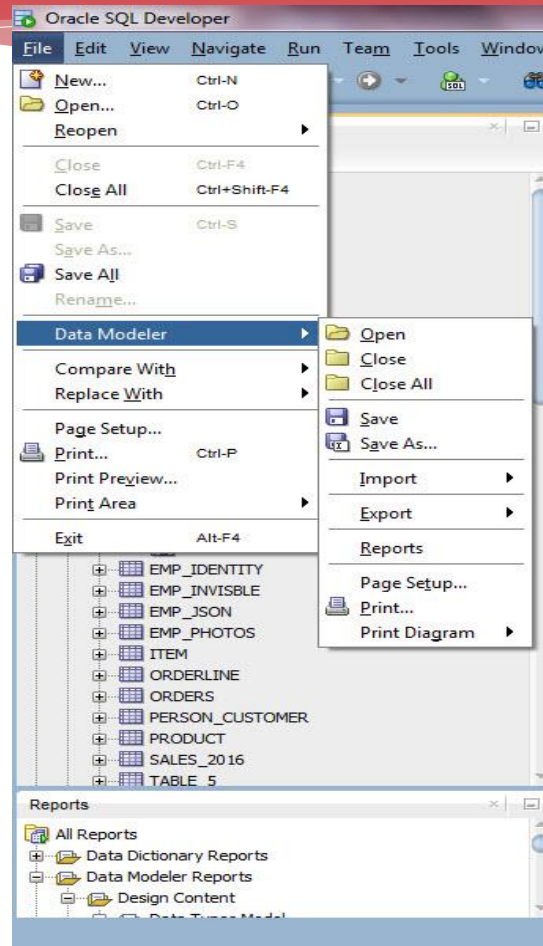 Oracle SQL Developer
File Edit View Navigate Run Team Tools Window
New... Ctrl-N
Open... Ctrl-O
Reopen
Close Ctrl-F4
Close All Ctrl+Shift-F4
Save Ctrl-S
Save As...
Save All
Rename...
Data Modeler
Compare With
Replace With
Page Setup...
Print... Ctrl-P
Print Preview...
Print Area
Exit Alt-F4
Open
Close
Close All
Save
Save As...
Import
Export
Reports
Page Setup...
Print...
Print Diagram
EMP_IDENTITY
EMP_INVISBLE
EMP_JSON
EMP_PHOTOS
ITEM
ORDERLINE
ORDERS
PERSON_CUSTOMER
PRODUCT
SALES_2016
TABLE_5
Reports
All Reports
Data Dictionary Reports
Data Modeler Reports
Design Content
Data Types Model